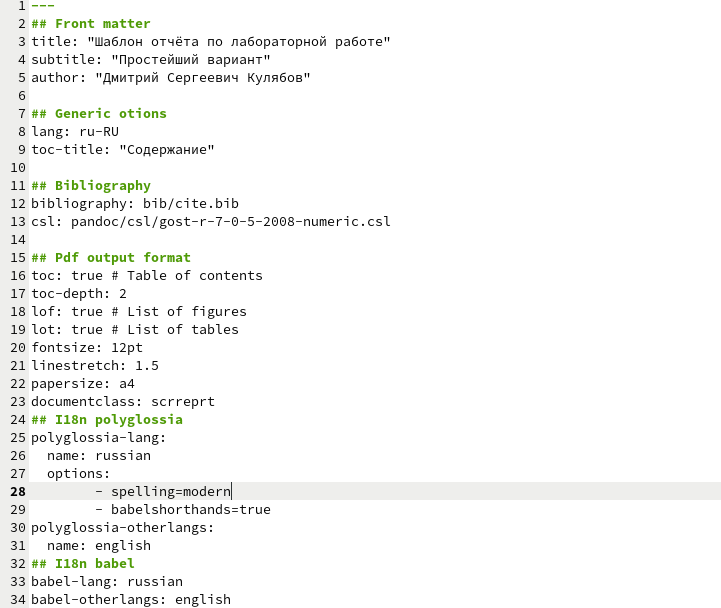 1 ---
2 ## Front matter
3 title: "Шаблон отчёта по лабораторной работе"
4 subtitle: "Простейший вариант"
5 author: "Дмитрий Сергеевич Кулябов"
6
7 ## Generic otions
8 lang: ru-RU
9 toc-title: "Содержание"
10
11 ## Bibliography
12 bibliography: bib/cite.bib
13 csl: pandoc/csl/gost-r-7-0-5-2008-numeric.csl
14
15 ## Pdf output format
16 toc: true # Table of contents
17 toc-depth: 2
18 lof: true # List of figures
19 lot: true # List of tables
20 fontsize: 12pt
21 linestretch: 1.5
22 papersize: a4
23 documentclass: scrreprt
24 ## I18n polyglossia
25 polyglossia-lang:
26   name: russian
27   options:
28         - spelling=modern
29         - babelshorthands=true
30 polyglossia-otherlangs:
31   name: english
32 ## I18n babel
33 babel-lang: russian
34 babel-otherlangs: english